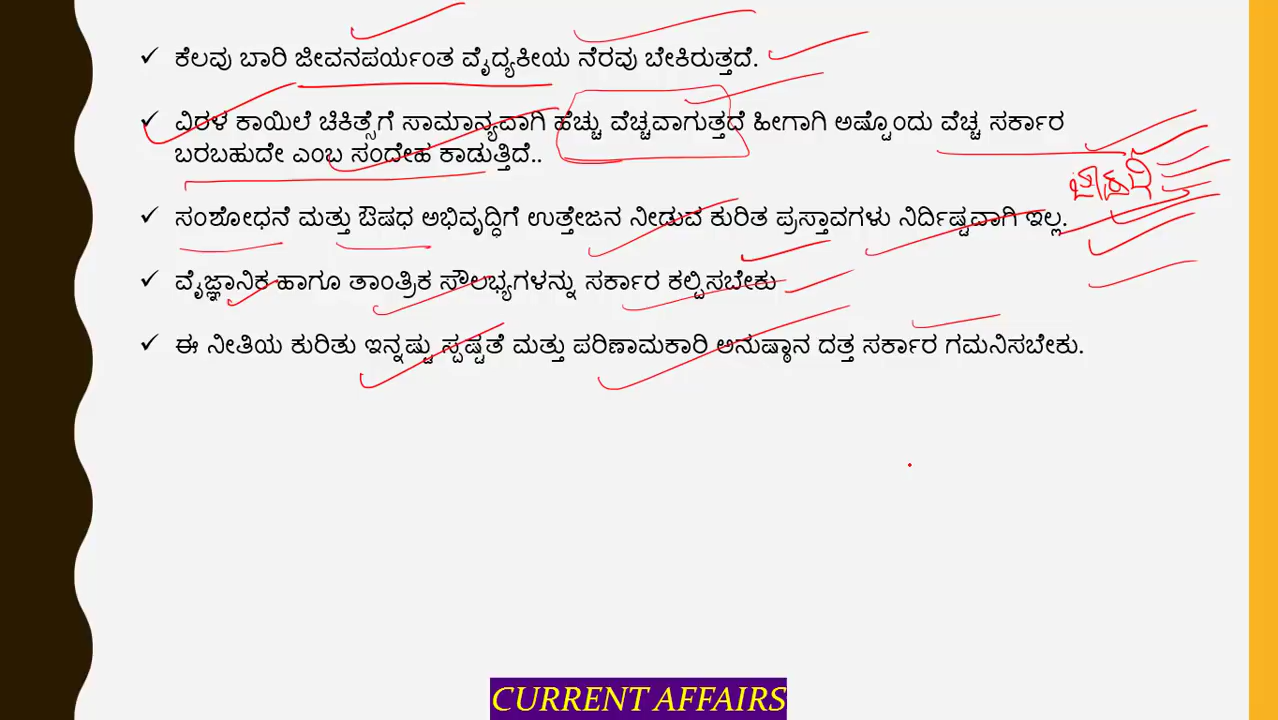 ಕೆಲವು ಬಾರಿ ಜೀವನಪರ್ಯಂತ ವೈದ್ಯಕೀಯ ನೆರವು ಬೇಕಿರುತ್ತದೆ.
ವಿರಳ ಕಾಯಿಲೆ ಚಿಕಿತ್ಸೆಗೆ ಸಾಮಾನ್ಯವಾಗಿ ಹೆಚ್ಚು ವೆಚ್ಚವಾಗುತ್ತದೆ ಹೀಗಾಗಿ ಅಷ್ಟೊಂದು ವೆಚ್ಚ ಸರ್ಕಾರ
ಬರಬಹುದೇ ಎಂಬ ಸಂದೇಹ ಕಾಡುತ್ತಿದೆ..
ಸಂಶೋಧನೆ ಮತ್ತು ಔಷಧ ಅಭಿವೃದ್ಧಿಗೆ ಉತ್ತೇಜನ ನೀಡುವ ಕುರಿತ ಪ್ರಸ್ತಾವಗಳು ನಿರ್ದಿಷ್ಟವಾಗಿ ಇಲ್ಲ.
ವೈಜ್ಞಾನಿಕ ಹಾಗೂ ತಾಂತ್ರಿಕ ಸೌಲಭ್ಯಗಳನ್ನು ಸರ್ಕಾರ ಕಲ್ಪಿಸಬೇಕು
ಈ ನೀತಿಯ ಕುರಿತು ಇನ್ನಷ್ಟು ಸ್ಪಷ್ಟತೆ ಮತ್ತು ಪರಿಣಾಮಕಾರಿ ಅನುಷ್ಠಾನ ದತ್ತ ಸರ್ಕಾರ ಗಮನಿಸಬೇಕು.
CURRENT AFFAIRS